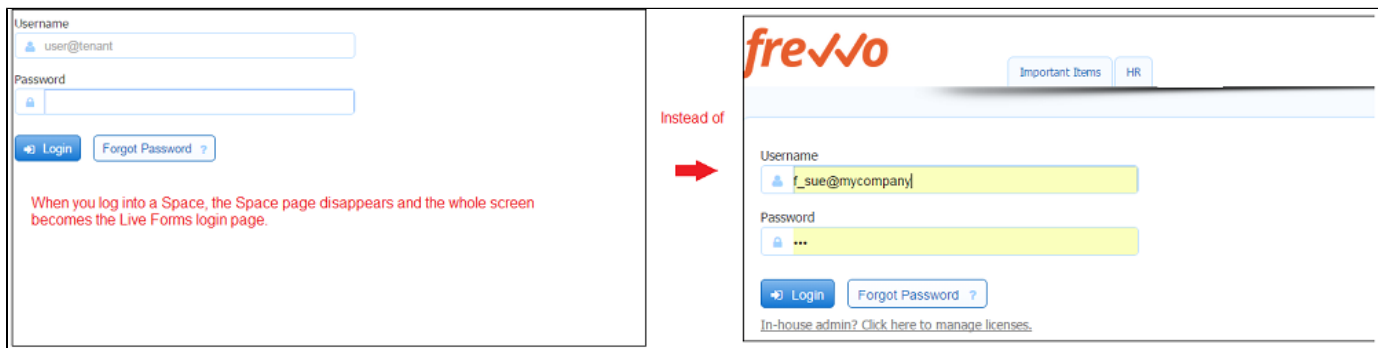 Username
user@tenant
Password
Login
Forgot Password ?
When you log into a Space, the Space page disappears and the whole screen
becomes the Live Forms login page.
Instead of
frevvo
Important Items
HR
Username
f_sue@mycompany
Password
•••
Login
Forgot Password ?
In-house admin? Click here to manage licenses.